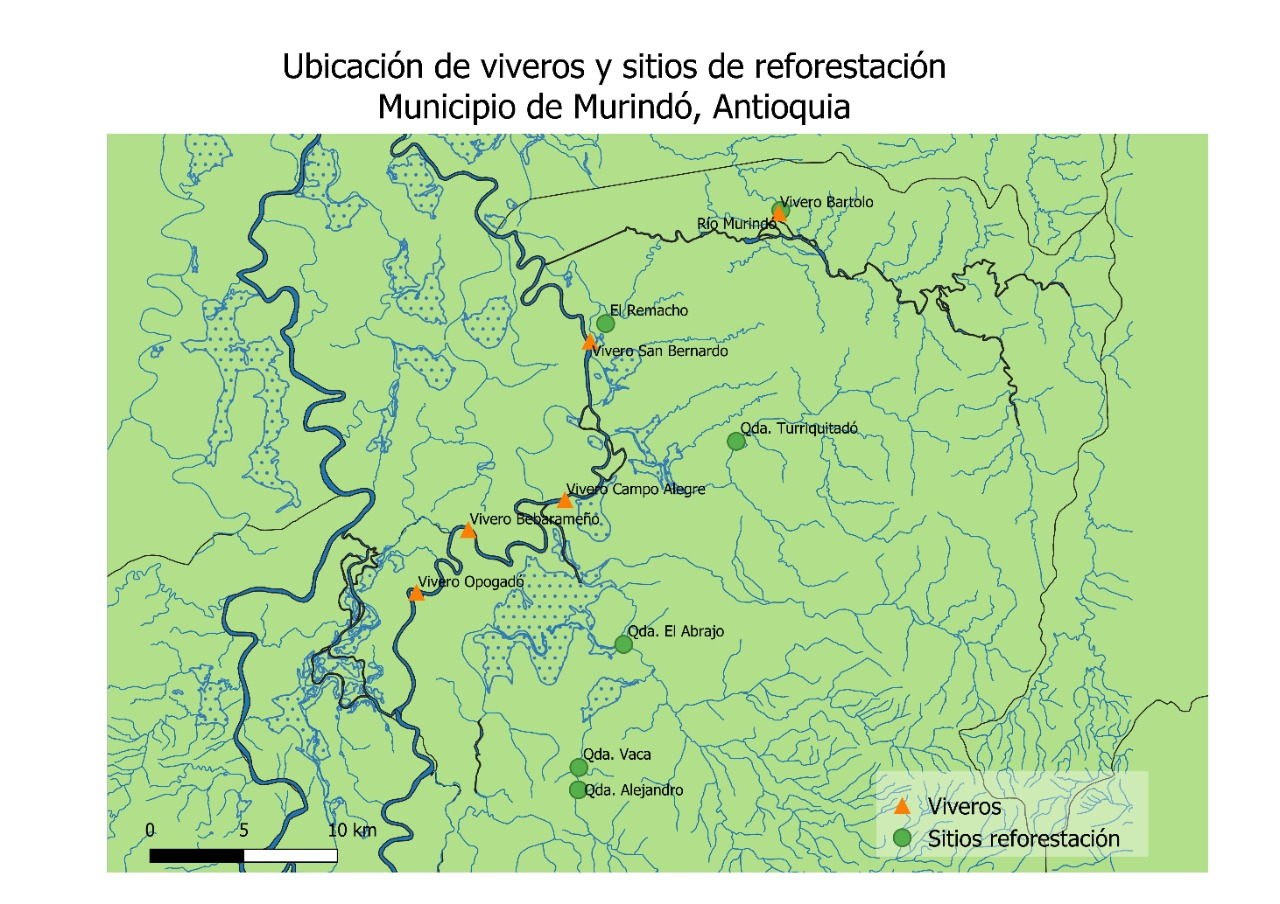 Ubicación de viveros y sitios de reforestación
Municipio de Murindó, Antioquia
Vivero Bartolo
Río Murindó
El Remacho
Vivero San Bernardo
Qda. Turriquitadó
Vivero Campo Alegre
Vivero Bebarameño
Vivero Opogadó
Qda. El Abrajo
Qda. Vaca
Qda. Alejandro
Viveros
Sitios reforestación
0 5 10 km